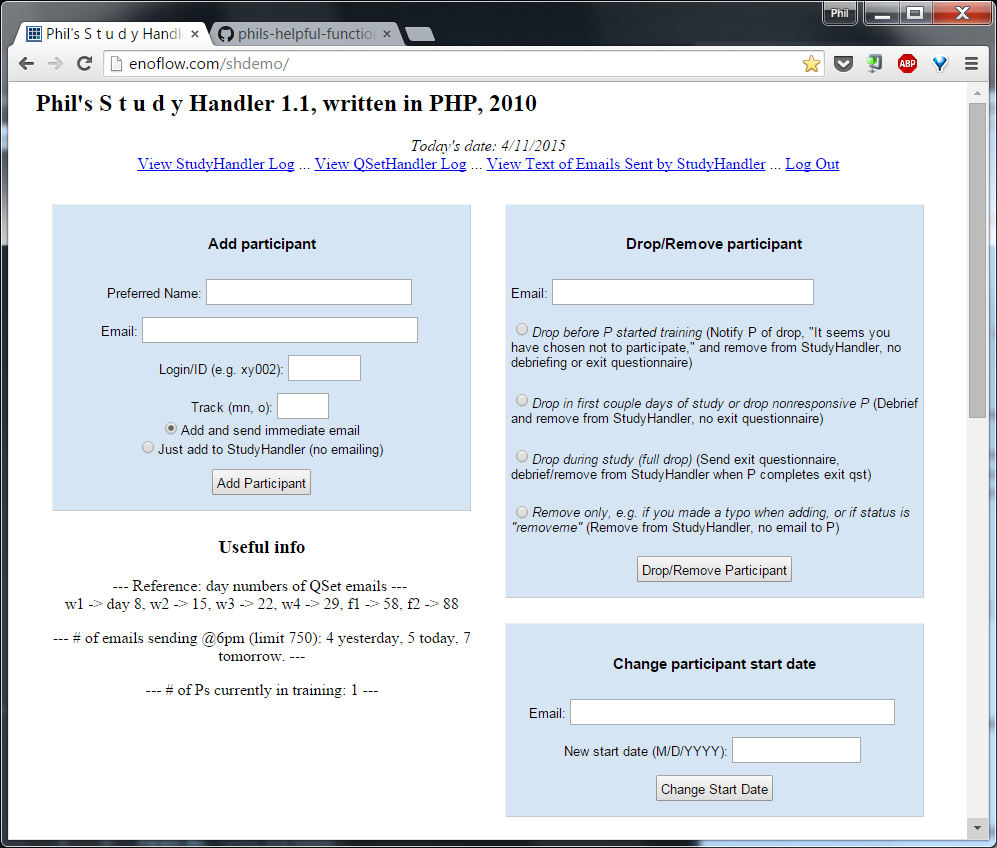 Phil
Phil's S t u d y Handl
phils-helpful-function
enoflow.com/shdemo/
ABP
Phil's S t u d y Handler 1.1, written in PHP, 2010
Today's date: 4/11/2015
View StudyHandler Log ... View QSetHandler Log ... View Text of Emails Sent by StudyHandler ... Log Out
Add participant
Preferred Name:
Email:
Login/ID (e.g. xy002):
Track (mn, o):
Add and send immediate email
Just add to StudyHandler (no emailing)
Add Participant
Useful info
--- Reference: day numbers of QSet emails ---
w1 -> day 8, w2 -> 15, w3 -> 22, w4 -> 29, f1 -> 58, f2 -> 88
--- # of emails sending @6pm (limit 750): 4 yesterday, 5 today, 7
tomorrow. ---
--- # of Ps currently in training: 1 ---
Drop/Remove participant
Email:
Drop before P started training (Notify P of drop, "It seems you
have chosen not to participate," and remove from StudyHandler, no
debriefing or exit questionnaire)
Drop in first couple days of study or drop nonresponsive P (Debrief
and remove from StudyHandler, no exit questionnaire)
Drop during study (full drop) (Send exit questionnaire,
debrief/remove from StudyHandler when P completes exit qst)
Remove only, e.g. if you made a typo when adding, or if status is
"removeme" (Remove from StudyHandler, no email to P)
Drop/Remove Participant
Change participant start date
Email:
New start date (M/D/YYYY):
Change Start Date